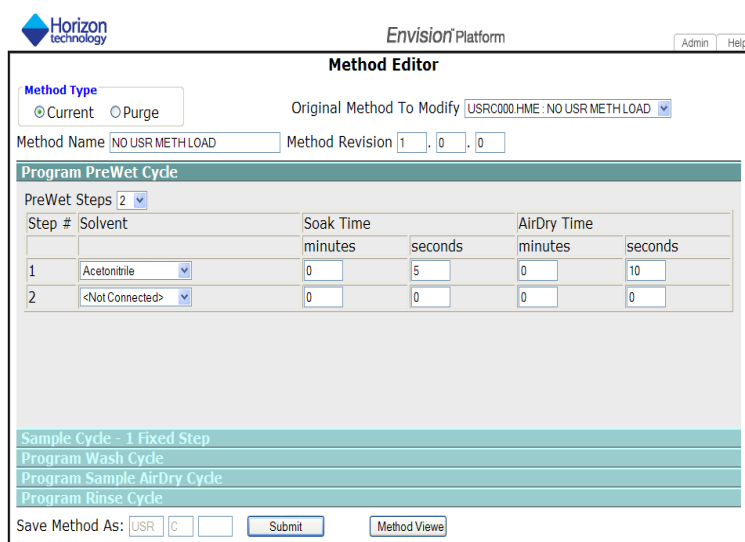 Horizon technology Envision™ Platform Admin Help
Method Editor
Method Type
Current Purge Original Method To Modify USRC000.HME : NO USR METH LOAD
Method Name NO USR METH LOAD Method Revision 1 . 0 . 0
Program PreWet Cycle
PreWet Steps 2
Step # Solvent Soak Time AirDry Time
minutes seconds minutes seconds
1 Acetonitrile 0 5 0 10
2 <Not Connected> 0 0 0 0
Sample Cycle - 1 Fixed Step
Program Wash Cycle
Program Sample AirDry Cycle
Program Rinse Cycle
Save Method As: USR C Submit Method Viewe